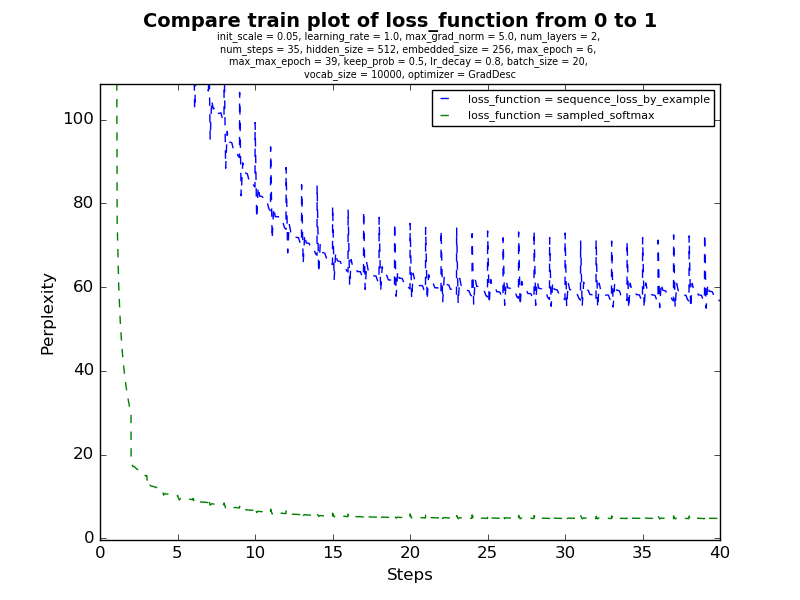 Compare train plot of loss_function from 0 to 1
init_scale = 0.05, learning_rate = 1.0, max_grad_norm = 5.0, num_layers = 2,
num_steps = 35, hidden_size = 512, embedded_size = 256, max_epoch = 6,
max_max_epoch = 39, keep_prob = 0.5, lr_decay = 0.8, batch_size = 20,
vocab_size = 10000, optimizer = GradDesc
loss_function = sequence_loss_by_example
loss_function = sampled_softmax
100
80
60
40
20
0
Perplexity
0 5 10 15 20 25 30 35 40
Steps